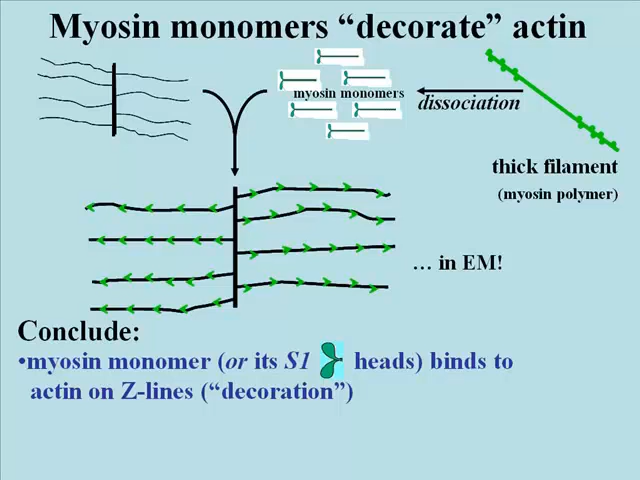 Myosin monomers “decorate” actin
myosin monomers
dissociation
thick filament
(myosin polymer)
… in EM!
Conclude:
•myosin monomer (or its S1 heads) binds to
actin on Z-lines (“decoration”)